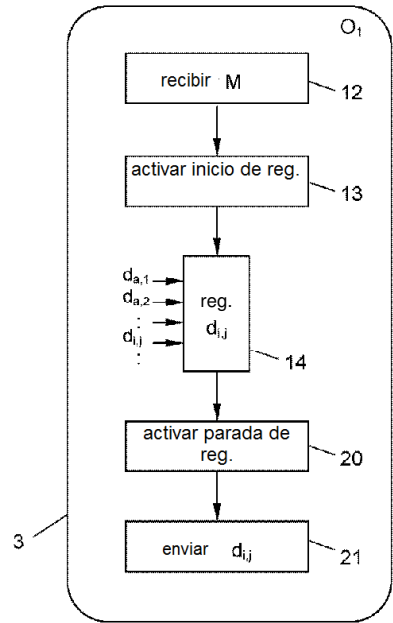 O1
recibir M
12
activar inicio de reg.
13
da,1
da,2
di,j
reg.
di,j
14
activar parada de
reg.
20
3
enviar di,j
21